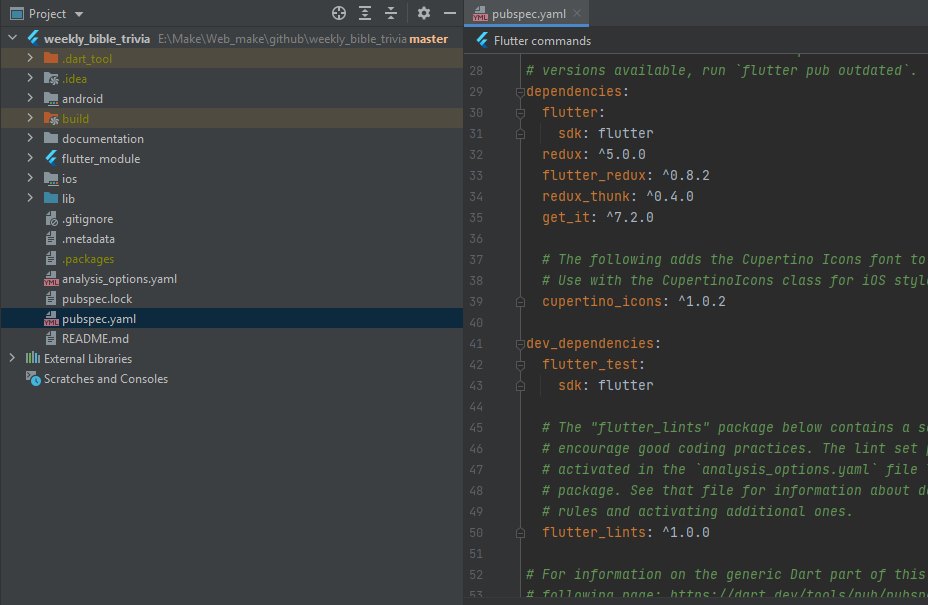 Project
weekly_bible_trivia E:\Make\Web_make\github\weekly_bible_trivia master
.dart_tool
.idea
android
build
documentation
flutter_module
ios
lib
.gitignore
.metadata
.packages
analysis_options.yaml
pubspec.lock
pubspec.yaml
README.md
External Libraries
Scratches and Consoles
pubspec.yaml
Flutter commands
28 # versions available, run `flutter pub outdated`.
29 dependencies:
30 flutter:
31 sdk: flutter
32 redux: ^5.0.0
33 flutter_redux: ^0.8.2
34 redux_thunk: ^0.4.0
35 get_it: ^7.2.0
36
37 # The following adds the Cupertino Icons font to
38 # Use with the CupertinoIcons class for iOS
39 cupertino_icons: ^1.0.2
40
41 dev_dependencies:
42 flutter_test:
43 sdk: flutter
44
45 # The "flutter_lints" package below contains a
46 # encourage good coding practices. The lint set
47 # activated in the `analysis_options.yaml` file
48 # package. See that file for information about
49 # rules and activating additional ones.
50 flutter_lints: ^1.0.0
51
52 # For information on the generic Dart part of this
53 # following page: https://dart.dev/tools/pub/pubspe